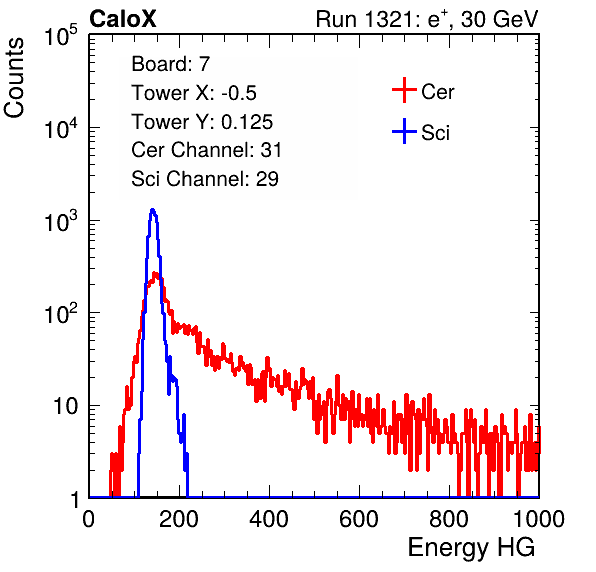 CaloX Run 1321: e⁺, 30 GeV
Counts
10⁵
10⁴
10³
10²
10
1
Board: 7
Tower X: -0.5
Tower Y: 0.125
Cer Channel: 31
Sci Channel: 29
Cer
Sci
0 200 400 600 800 1000
Energy HG